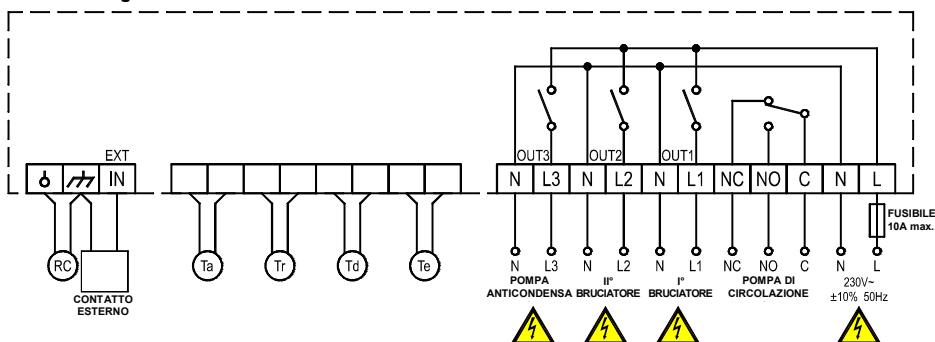 EXT
OUT3 OUT2 OUT1
IN N L3 N L2 N L1 NC NO C N L
FUSIBILE
10A max.
RC
CONTATTO
ESTERNO
Ta Tr Td Te
N L3 N L2 N L1 NC NO C N L
POMPA
ANTICONDENSA
II°
BRUCIATORE
I°
BRUCIATORE
POMPA DI
CIRCOLAZIONE
230V~
±10% 50Hz